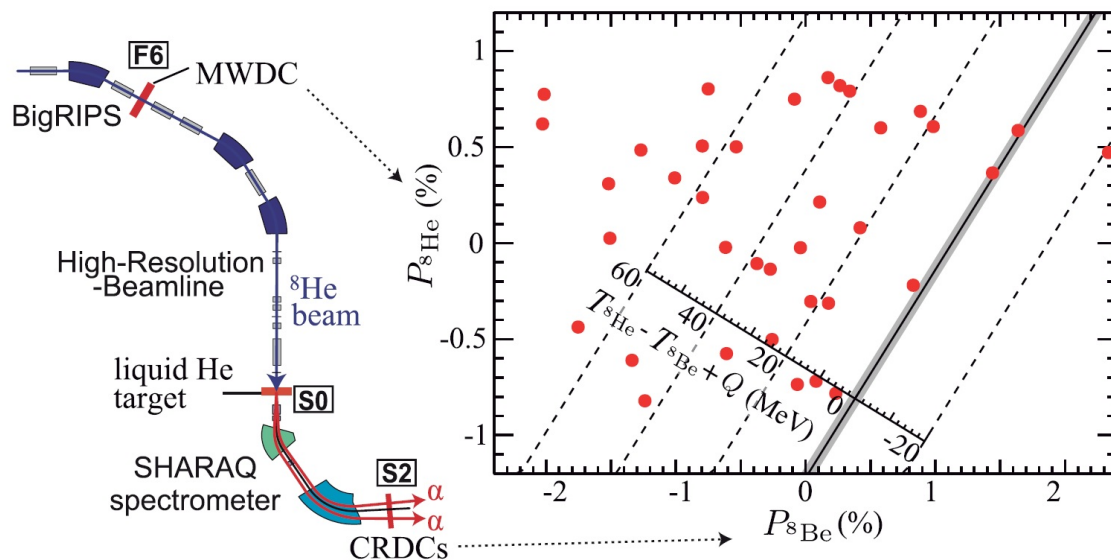 F6
MWDC
BigRIPS
High-Resolution
-Beamline
⁸He
beam
liquid He
target
S0
SHARAQ
spectrometer
S2
α
α
CRDCs
P⁸He (%)
1
0.5
0
-0.5
-1
60
40
20
0
-20
T⁸He - T⁸Be + Q (MeV)
-2
-1
0
1
2
P⁸Be (%)